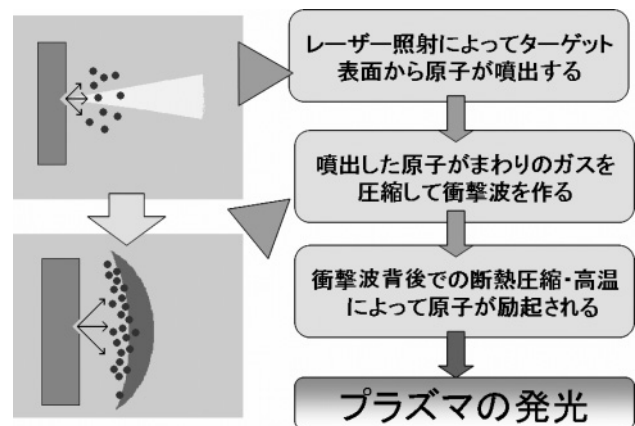 レーザー照射によってターゲット
表面から原子が噴出する
噴出した原子がまわりのガスを
圧縮して衝撃波を作る
衝撃波背後での断熱圧縮・高温
によって原子が励起される
プラズマの発光